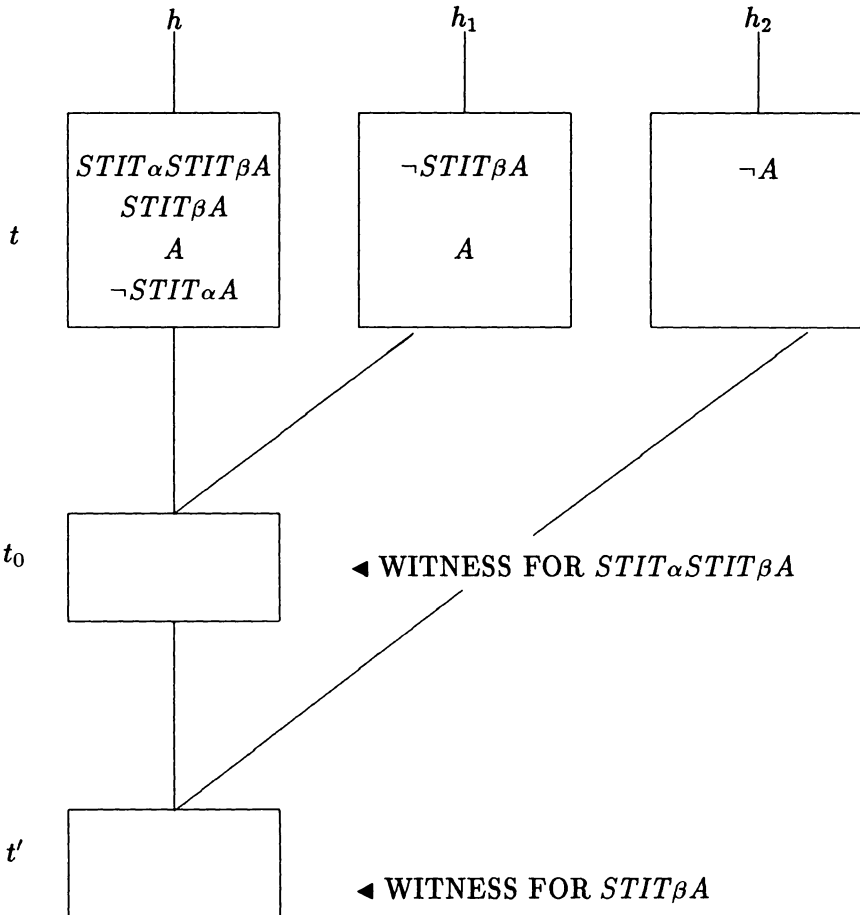 h h₁ h₂
STITαSTITβA ¬STITβA ¬A
STITβA
t
A A
¬STITαA
t₀ ◄ WITNESS FOR STITαSTITβA
t′
◄ WITNESS FOR STITβA